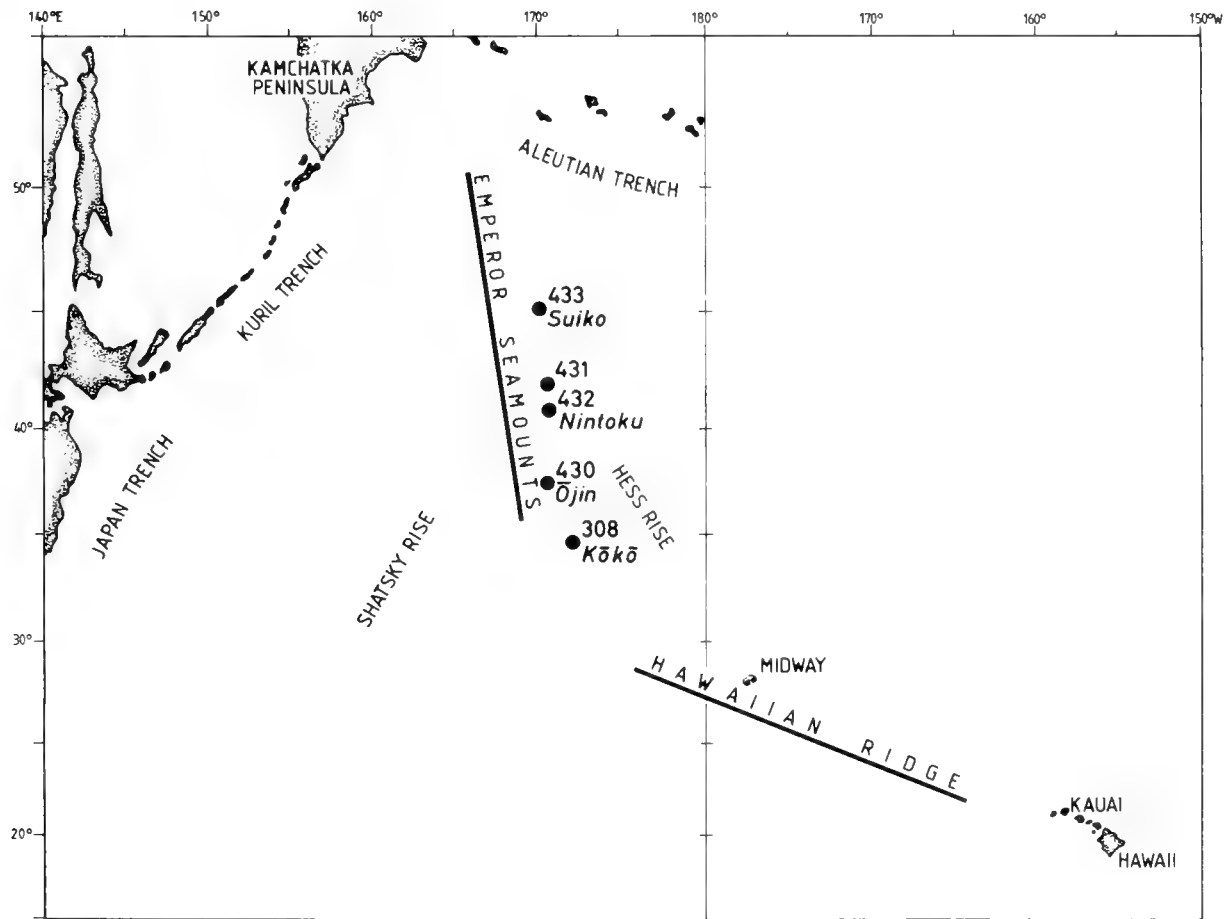 140°E 150° 160° 170° 180° 170° 160° 150°W
KAMCHATKA
PENINSULA
ALEUTIAN TRENCH
50°
EMPEROR SEAMOUNTS
KURIL TRENCH
433
Suiko
431
432
Nintoku
40°
JAPAN TRENCH
430
Ōjin
HESS RISE
308
Kōkō
SHATSKY RISE
30°
MIDWAY
HAWAIIAN RIDGE
KAUAI
20°
HAWAII